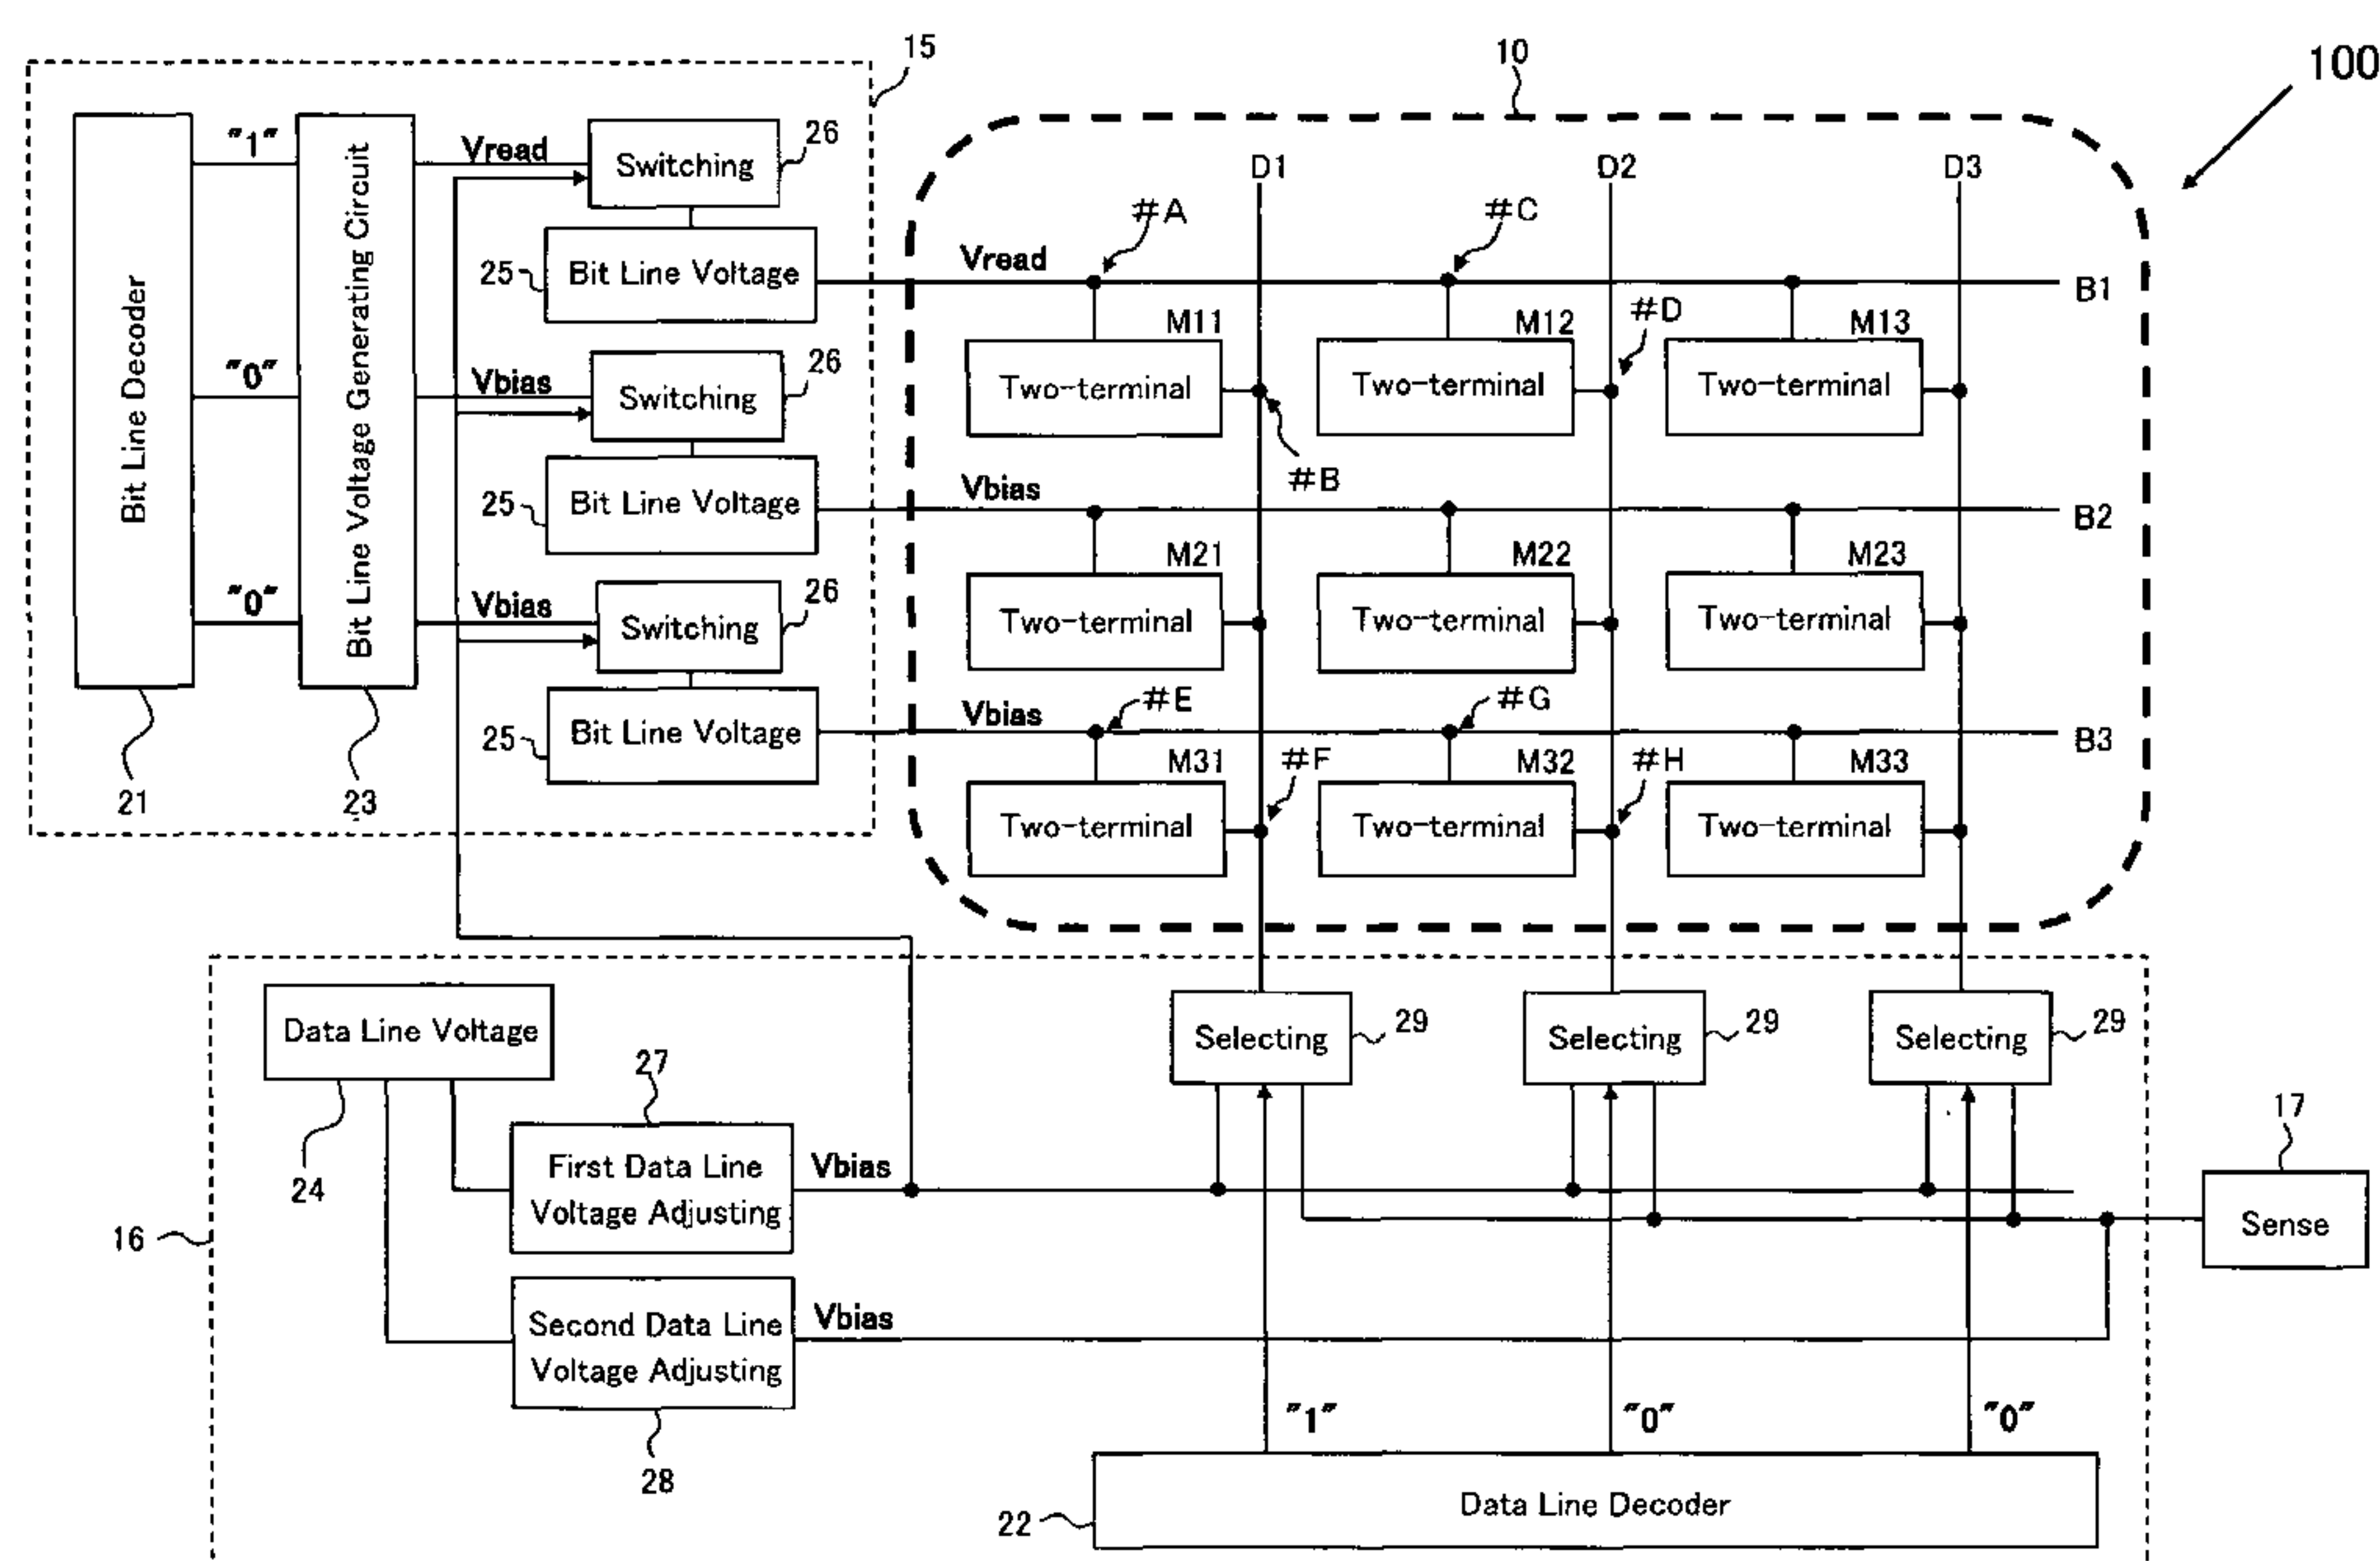 15
10
100
"1"
Vread
Switching
26
D1
D2
D3
#A
#C
Bit Line Decoder
Bit Line Voltage Generating Circuit
25
Bit Line Voltage
Vread
B1
M11
M12
#D
M13
"0"
Vbias
Switching
26
Two-terminal
Two-terminal
Two-terminal
#B
25
Bit Line Voltage
Vbias
B2
M21
M22
M23
"0"
Vbias
Switching
26
Two-terminal
Two-terminal
Two-terminal
25
Bit Line Voltage
Vbias
#E
#G
B3
M31
#F
M32
#H
M33
21
23
Two-terminal
Two-terminal
Two-terminal
Data Line Voltage
Selecting
29
Selecting
29
Selecting
29
27
17
24
First Data Line
Voltage Adjusting
Vbias
16
Sense
Second Data Line
Voltage Adjusting
Vbias
28
"1"
"0"
"0"
22
Data Line Decoder